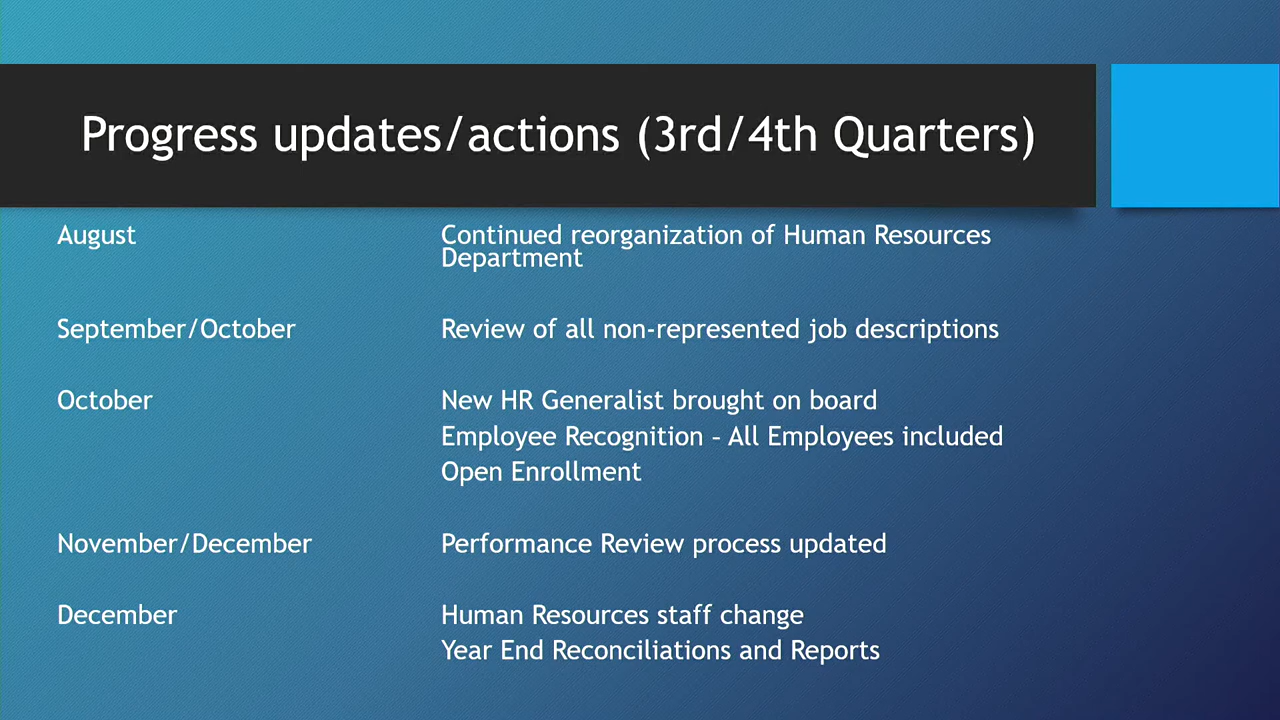 Progress updates/actions (3rd/4th Quarters)
August
Continued reorganization of Human Resources
Department
September/October
Review of all non-represented job descriptions
October
New HR Generalist brought on board
Employee Recognition – All Employees included
Open Enrollment
November/December
Performance Review process updated
December
Human Resources staff change
Year End Reconciliations and Reports